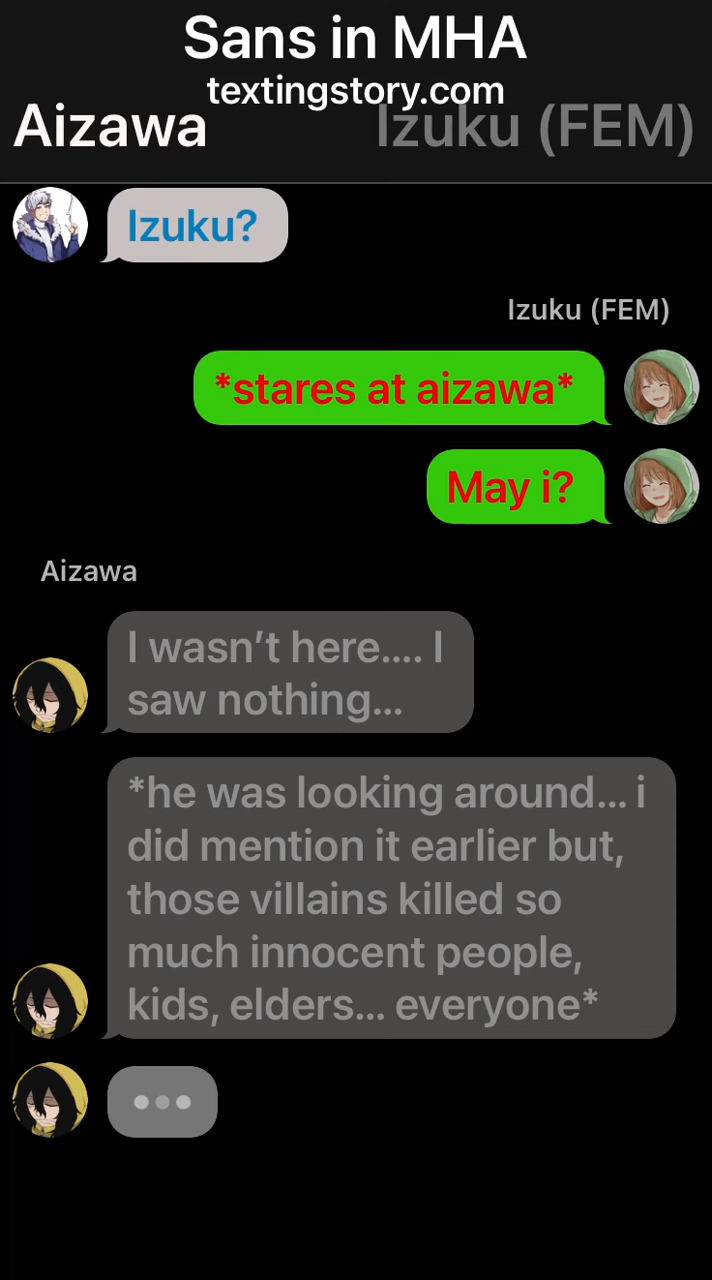 Sans in MHA
textingstory.com
Aizawa
Izuku (FEM)
Izuku?
Izuku (FEM)
*stares at aizawa*
May i?
Aizawa
I wasn’t here.... I
saw nothing...
*he was looking around... i
did mention it earlier but,
those villains killed so
much innocent people,
kids, elders... everyone*